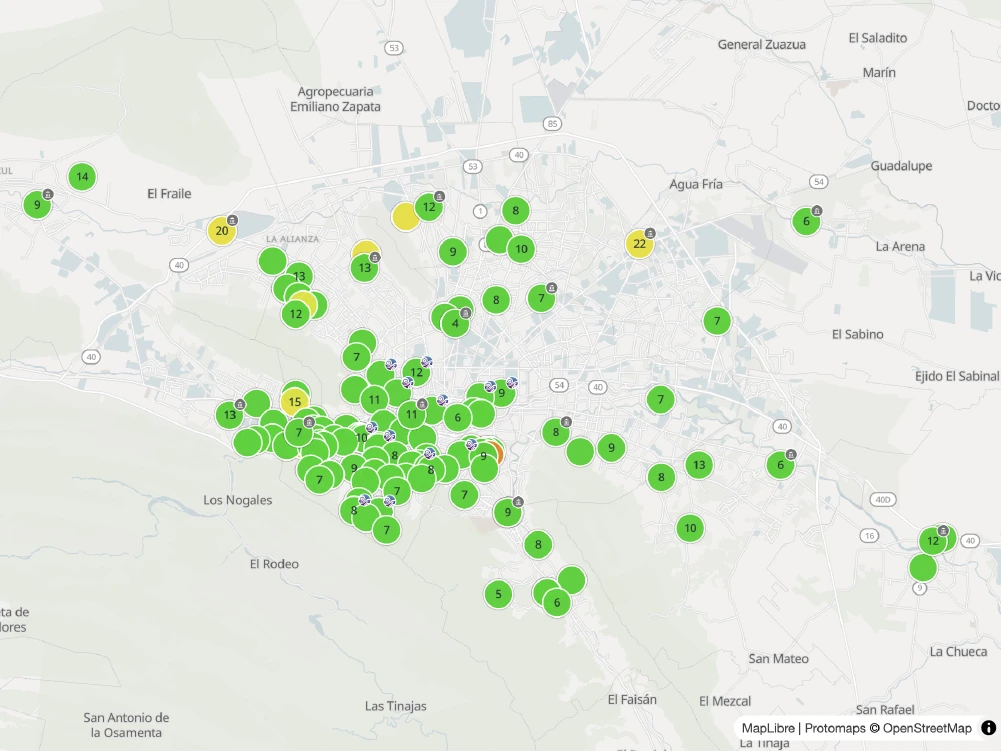 General Zuazua
El Saladito
53
Marín
Agropecuaria
Emiliano Zapata
Docto
85
40
53
Guadalupe
14
Agua Fría
54
El Fraile
9
12
8
1
6
20
LA ALIANZA
22
9
10
La Arena
40
13
13
La Vic
8
7
12
4
7
El Sabino
40
7
12
Ejido El Sabinal
54
40
9
11
7
15
13
11
6
40
7
10
8
9
8
9
13
6
9
8
7
8
7
Los Nogales
7
40D
8
9
7
10
16
12
40
8
El Rodeo
9
5
6
eta de
lores
La Chueca
San Mateo
El Faisán
El Mezcal
Las Tinajas
San Rafael
San Antonio de
la Osamenta
MapLibre | Protomaps © OpenStreetMap
La Tinaja